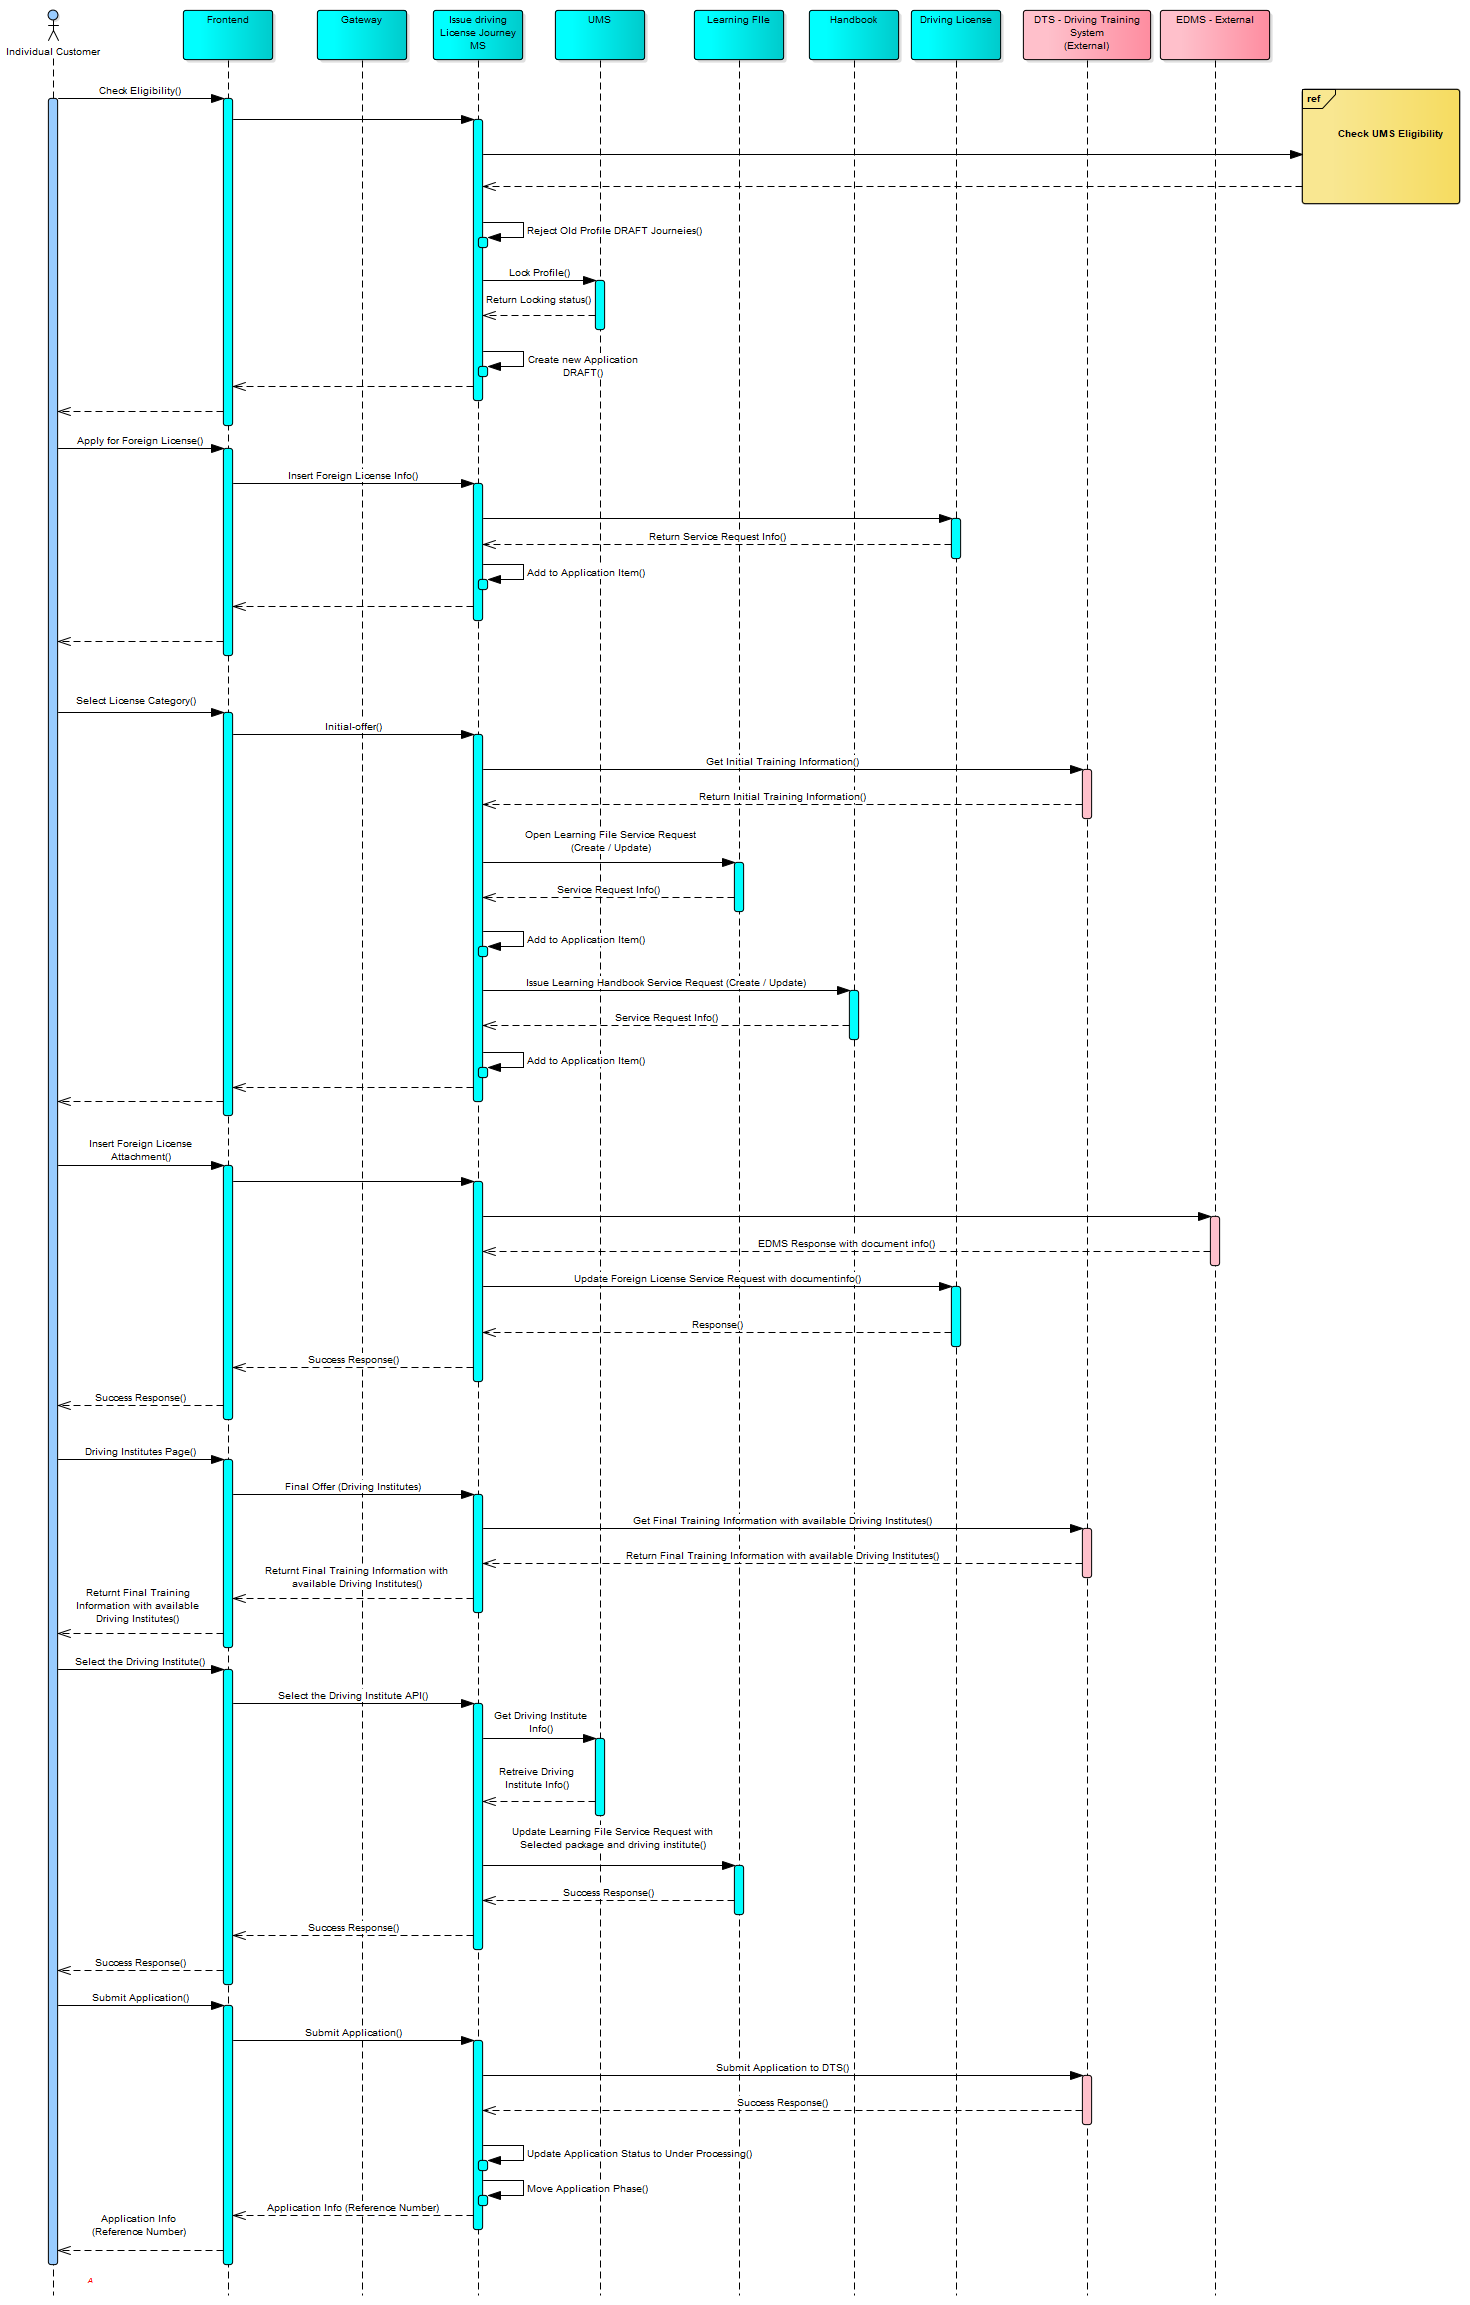 Individual Customer
Frontend
Gateway
Issue driving
License Journey
MS
UMS
Learning FIle
Handbook
Driving License
DTS - Driving Training
System
(External)
EDMS - External
Check Eligibility()
ref
Check UMS Eligibility
Reject Old Profile DRAFT Journeies()
Lock Profile()
Return Locking status()
Create new Application
DRAFT()
Apply for Foreign License()
Insert Foreign License Info()
Return Service Request Info()
Add to Application Item()
Select License Category()
Initial-offer()
Get Initial Training Information()
Return Initial Training Information()
Open Learning File Service Request
(Create / Update)
Service Request Info()
Add to Application Item()
Issue Learning Handbook Service Request (Create / Update)
Service Request Info()
Add to Application Item()
Insert Foreign License
Attachment()
EDMS Response with document info()
Update Foreign License Service Request with documentinfo()
Response()
Success Response()
Success Response()
Driving Institutes Page()
Final Offer (Driving Institutes)
Get Final Training Information with available Driving Institutes()
Return Final Training Information with available Driving Institutes()
Returnt Final Training Information with
available Driving Institutes()
Returnt Final Training
Information with available
Driving Institutes()
Select the Driving Institute()
Select the Driving Institute API()
Get Driving Institute
Info()
Retreive Driving
Institute Info()
Update Learning File Service Request with
Selected package and driving institute()
Success Response()
Success Response()
Success Response()
Submit Application()
Submit Application()
Submit Application to DTS()
Success Response()
Update Application Status to Under Processing()
Move Application Phase()
Application Info (Reference Number)
Application Info
(Reference Number)
A